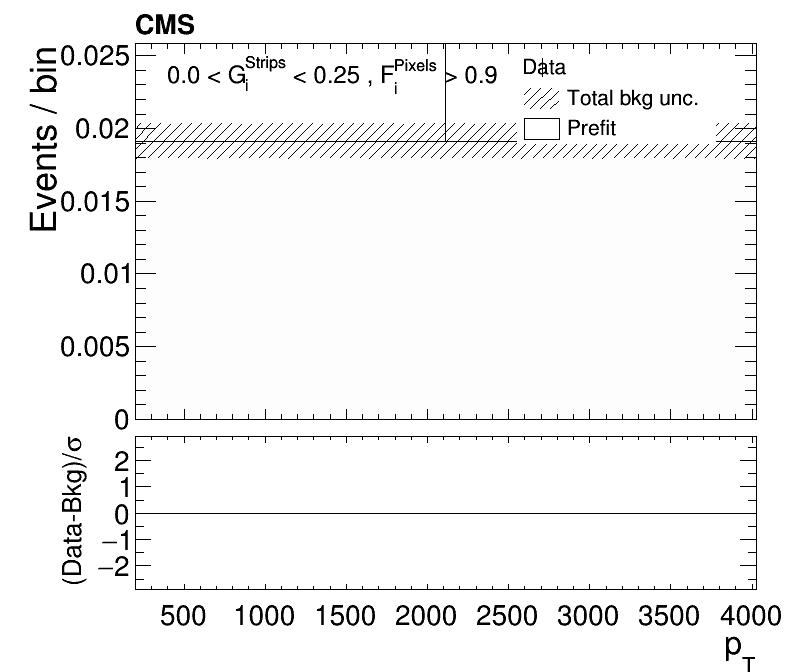 CMS
0.025
0.02
0.015
0.01
0.005
0
Events / bin
0.0 < G_i^Strips < 0.25 , F_i^Pixels > 0.9
Data
Total bkg unc.
Prefit
2
1
0
−1
−2
(Data-Bkg)/σ
500 1000 1500 2000 2500 3000 3500 4000
p_T